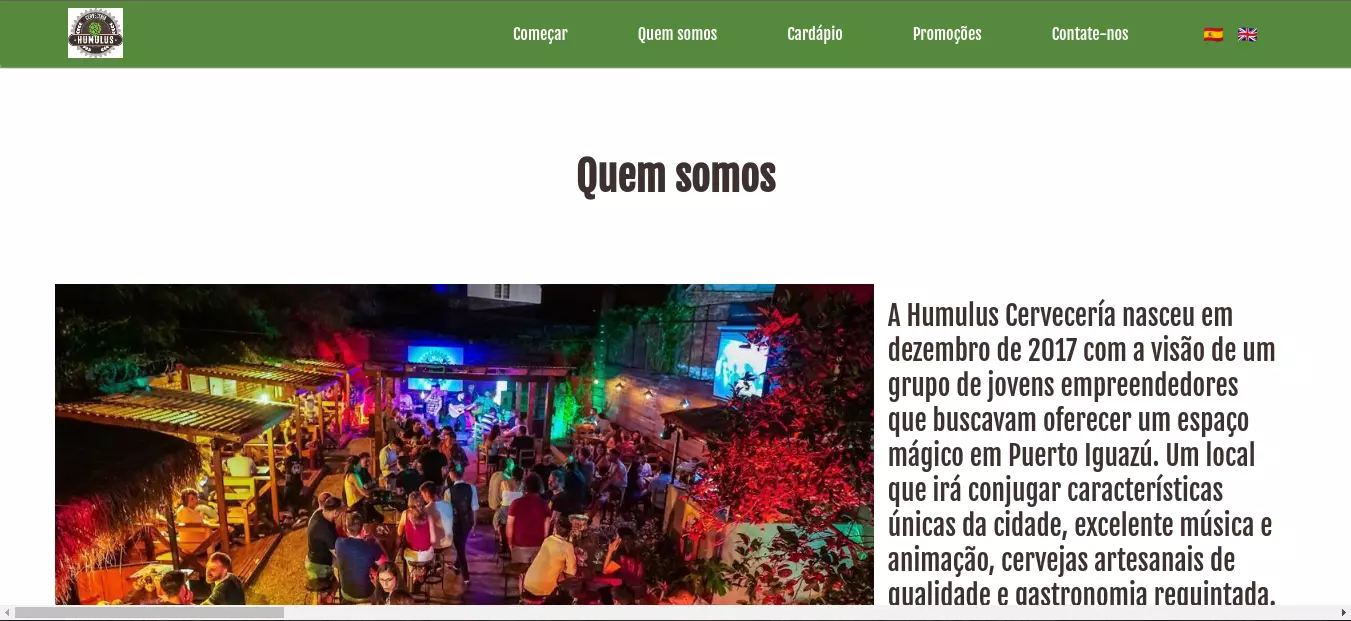 CERVECERÍA
HUMULUS
Começar
Quem somos
Cardápio
Promoções
Contate-nos
Quem somos
A Humulus Cervecería nasceu em
dezembro de 2017 com a visão de um
grupo de jovens empreendedores
que buscavam oferecer um espaço
mágico em Puerto Iguazú. Um local
que irá conjugar características
únicas da cidade, excelente música e
animação, cervejas artesanais de
qualidade e gastronomia requintada.